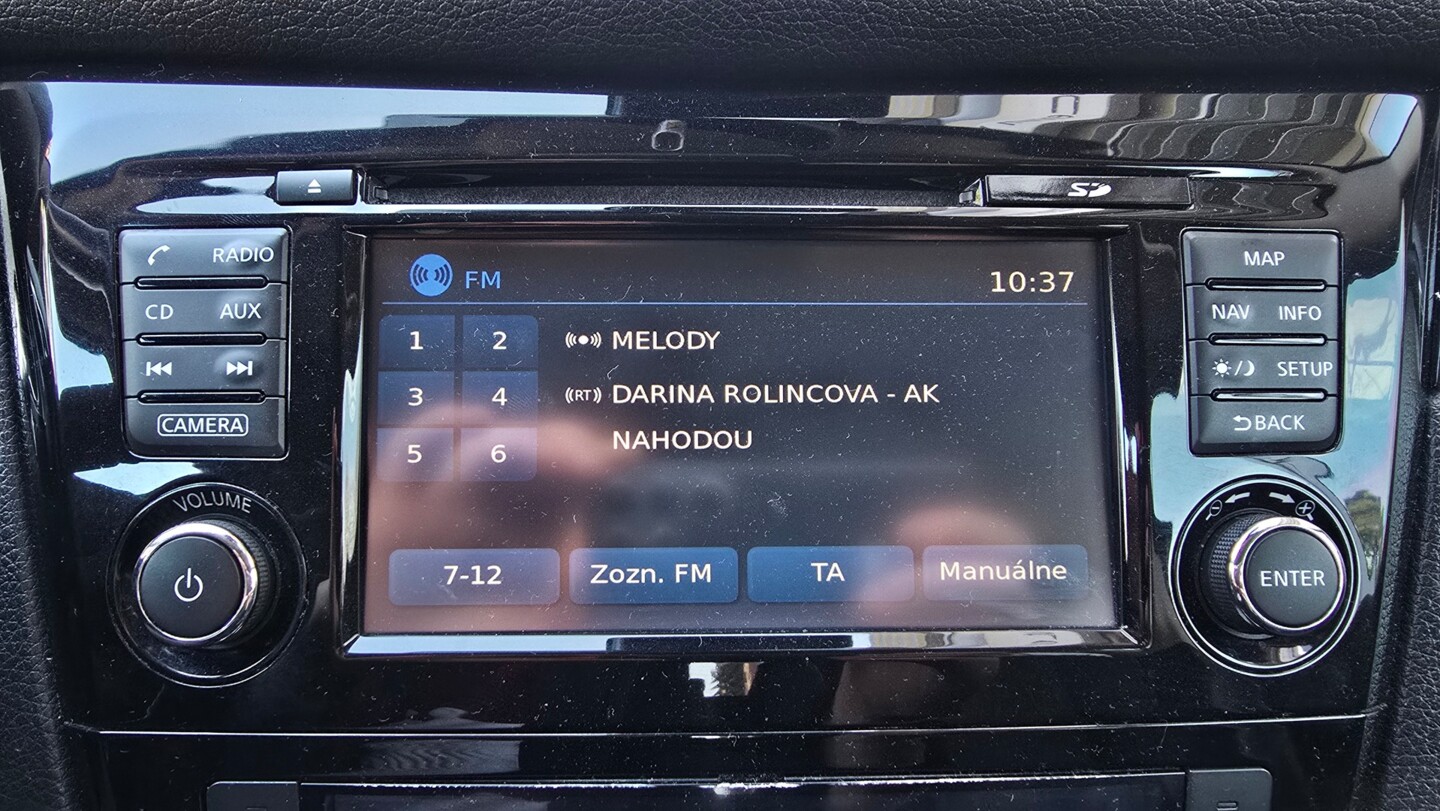 SD
RADIO
CD AUX
CAMERA
VOLUME
FM 10:37
1 2 MELODY
3 4 (RT) DARINA ROLINCOVA - AK
NAHODOU
5 6
7-12 Zozn. FM TA Manuálne
MAP
NAV INFO
SETUP
BACK
ENTER